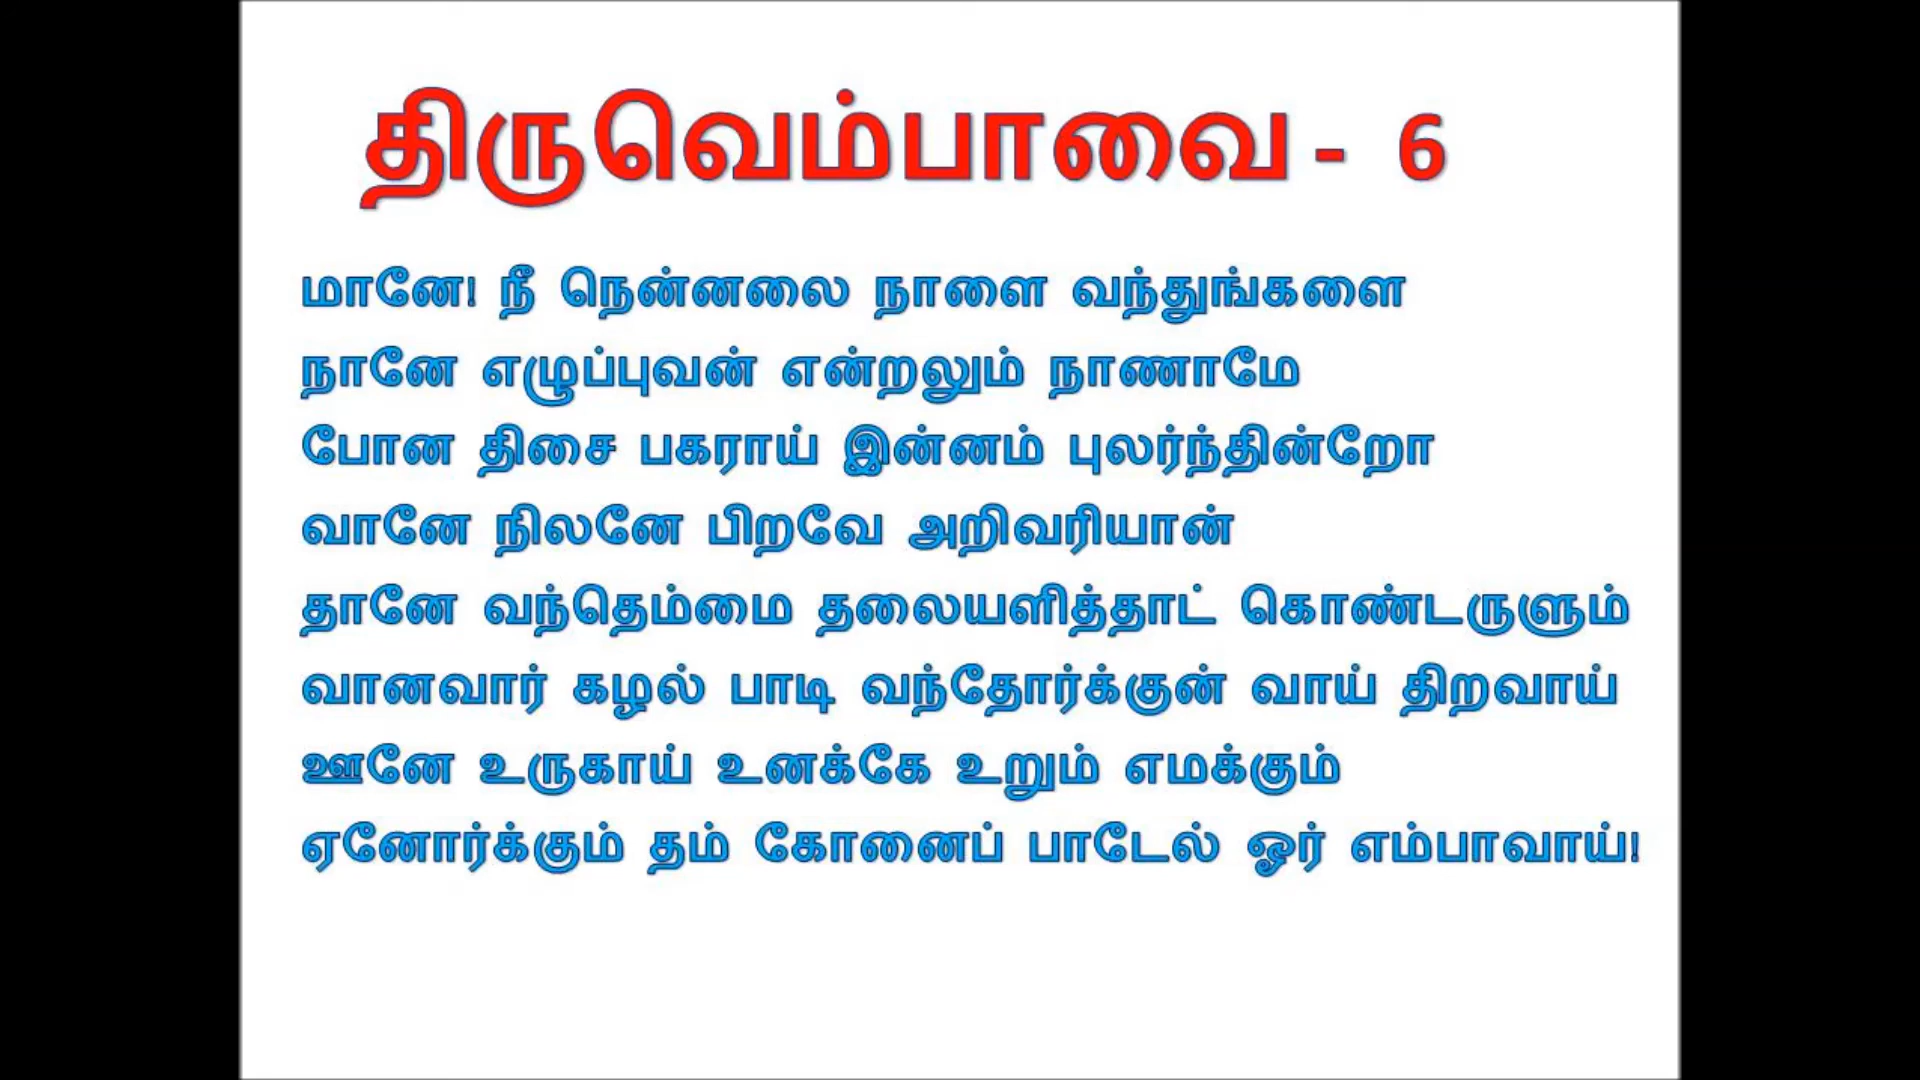 திருவெம்பாவை - 6
மானே! நீ நென்னலை நாளை வந்துங்களை
நானே எழுப்புவன் என்றலும் நாணாமே
போன திசை பகராய் இன்னம் புலர்ந்தின்றோ
வானே நிலனே பிறவே அறிவரியான்
தானே வந்தெம்மை தலையளித்தாட் கொண்டருளும்
வானவார் கழல் பாடி வந்தோர்க்குன் வாய் திறவாய்
ஊனே உருகாய் உனக்கே உறும் எமக்கும்
ஏனோர்க்கும் தம் கோனைப் பாடேல் ஓர் எம்பாவாய்!